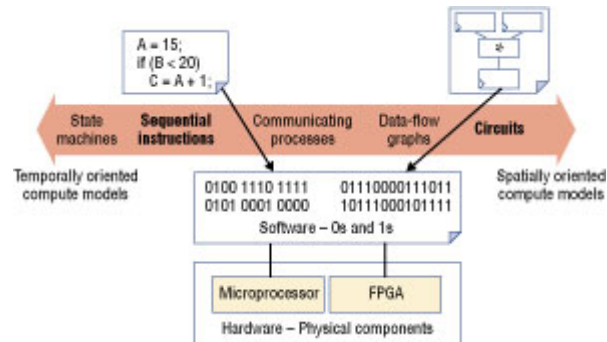 A = 15;
if (B < 20)
C = A + 1;
*
State machines
Sequential instructions
Communicating processes
Data-flow graphs
Circuits
Temporally oriented compute models
Spatially oriented compute models
0100 1110 1111 01110000111011
0101 0001 0000 10111000101111
Software – 0s and 1s
Microprocessor
FPGA
Hardware – Physical components